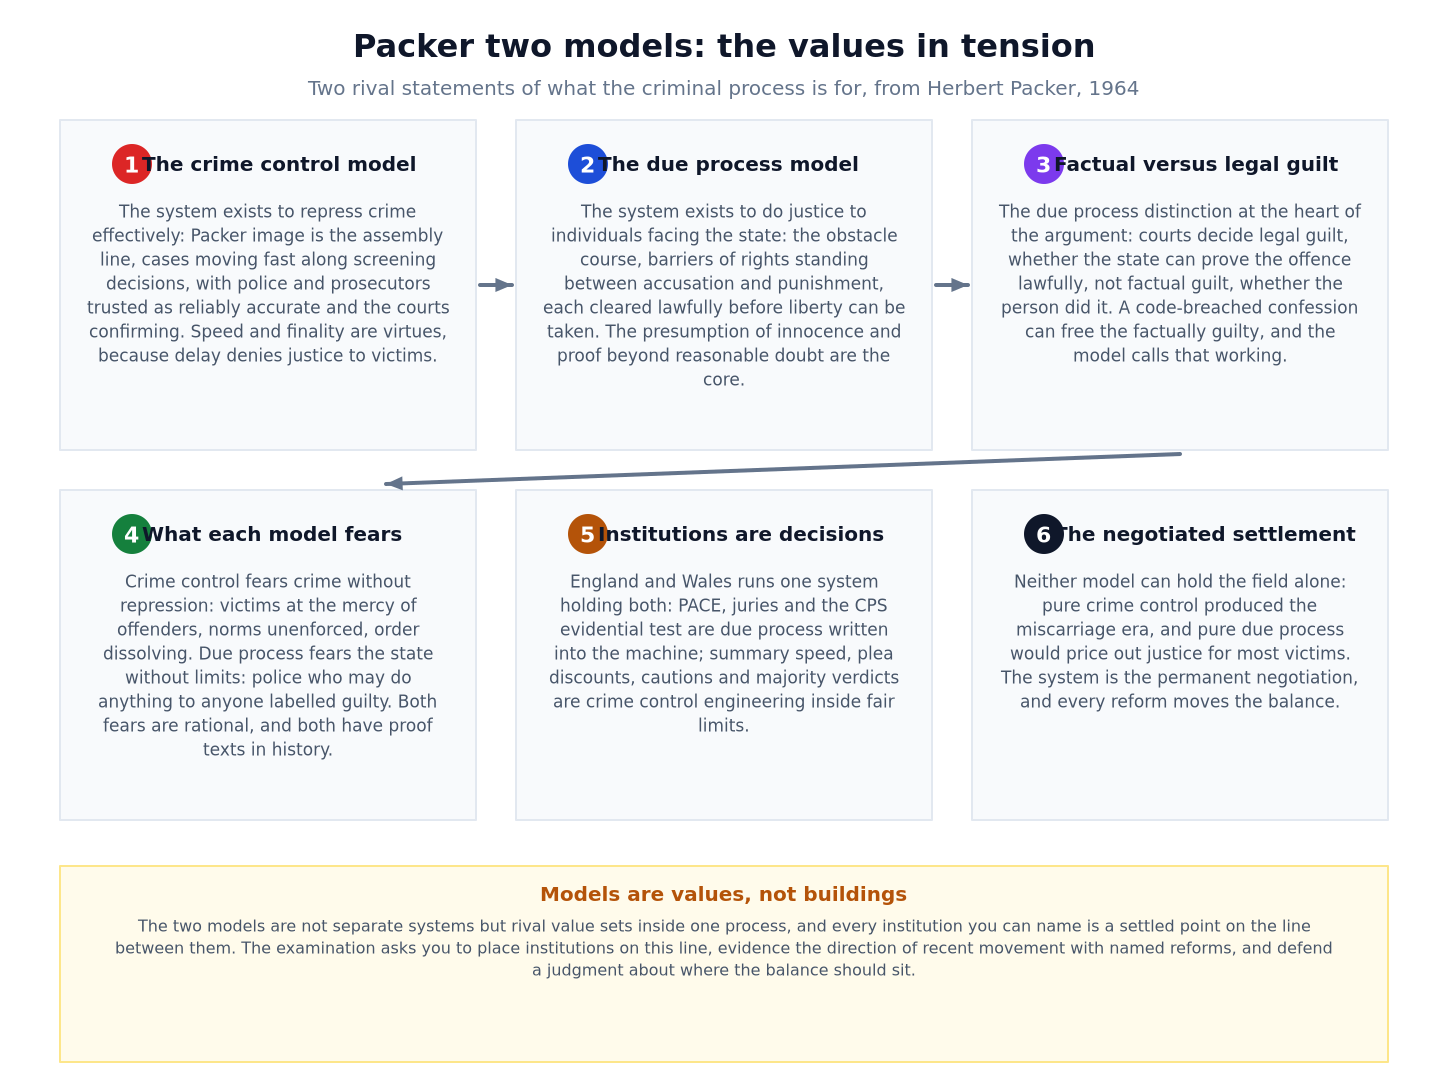 Packer two models: the values in tension
Two rival statements of what the criminal process is for, from Herbert Packer, 1964
1 The crime control model
The system exists to repress crime
effectively: Packer image is the assembly
line, cases moving fast along screening
decisions, with police and prosecutors
trusted as reliably accurate and the courts
confirming. Speed and finality are virtues,
because delay denies justice to victims.
2 The due process model
The system exists to do justice to
individuals facing the state: the obstacle
course, barriers of rights standing
between accusation and punishment,
each cleared lawfully before liberty can be
taken. The presumption of innocence and
proof beyond reasonable doubt are the
core.
3 Factual versus legal guilt
The due process distinction at the heart of
the argument: courts decide legal guilt,
whether the state can prove the offence
lawfully, not factual guilt, whether the
person did it. A code-breached confession
can free the factually guilty, and the
model calls that working.
4 What each model fears
Crime control fears crime without
repression: victims at the mercy of
offenders, norms unenforced, order
dissolving. Due process fears the state
without limits: police who may do
anything to anyone labelled guilty. Both
fears are rational, and both have proof
texts in history.
5 Institutions are decisions
England and Wales runs one system
holding both: PACE, juries and the CPS
evidential test are due process written
into the machine; summary speed, plea
discounts, cautions and majority verdicts
are crime control engineering inside fair
limits.
6 The negotiated settlement
Neither model can hold the field alone:
pure crime control produced the
miscarriage era, and pure due process
would price out justice for most victims.
The system is the permanent negotiation,
and every reform moves the balance.
Models are values, not buildings
The two models are not separate systems but rival value sets inside one process, and every institution you can name is a settled point on the line
between them. The examination asks you to place institutions on this line, evidence the direction of recent movement with named reforms, and defend
a judgment about where the balance should sit.